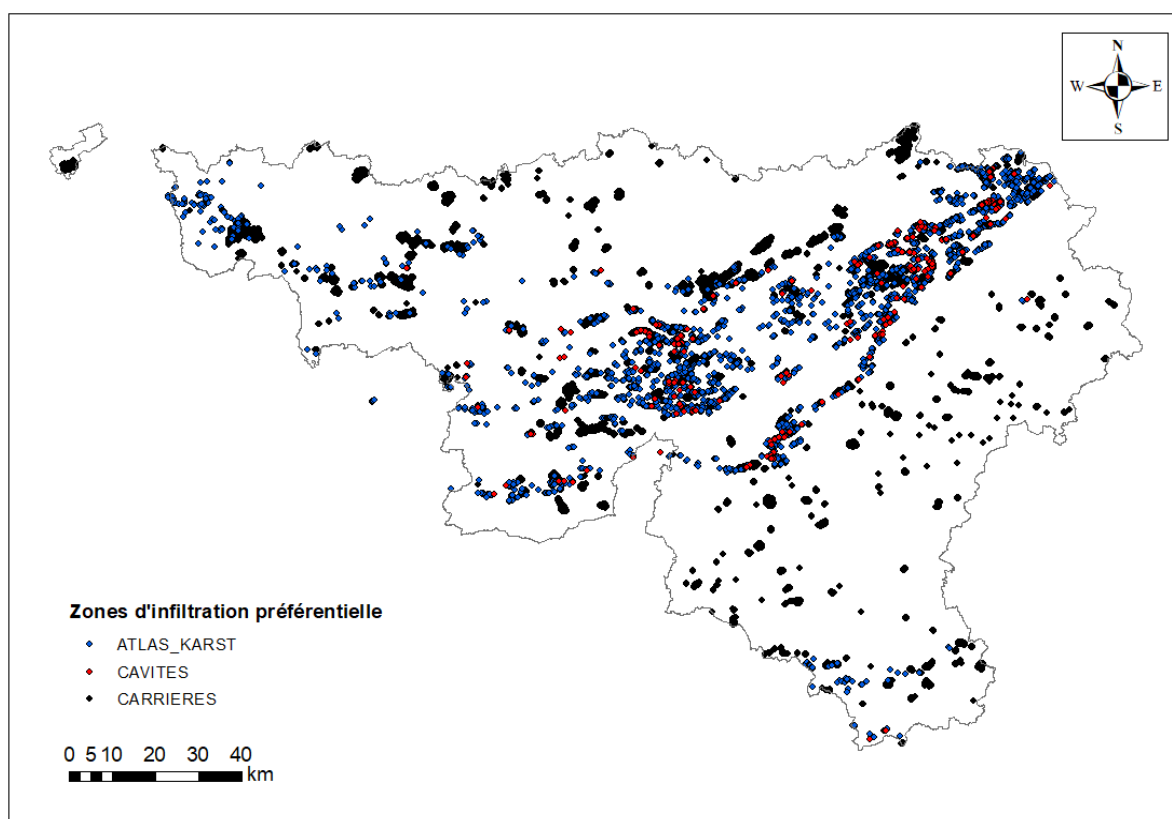 N
W E
S
Zones d'infiltration préférentielle
ATLAS_KARST
CAVITES
CARRIERES
0 5 10 20 30 40
km